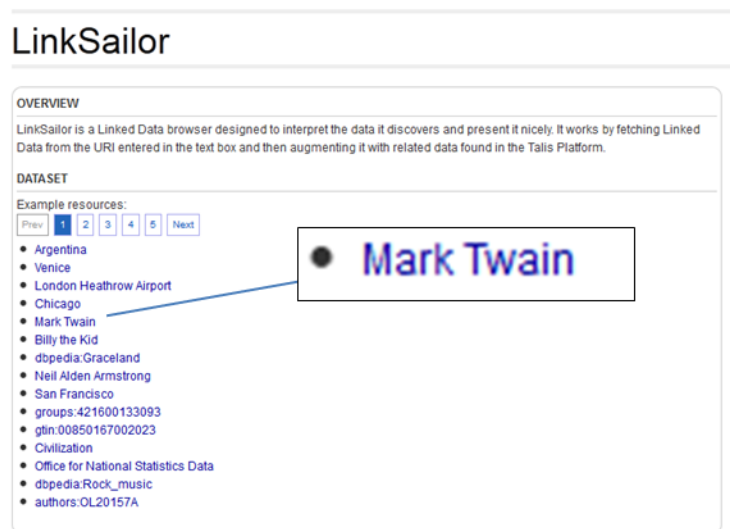 LinkSailor
OVERVIEW
LinkSailor is a Linked Data browser designed to interpret the data it discovers and present it nicely. It works by fetching Linked
Data from the URI entered in the text box and then augmenting it with related data found in the Talis Platform.
DATASET
Example resources:
Prev 1 2 3 4 5 Next
Argentina
Venice
London Heathrow Airport
Chicago
Mark Twain
Mark Twain
Billy the Kid
dbpedia:Graceland
Neil Alden Armstrong
San Francisco
groups:421600133093
gtin:00850167002023
Civilization
Office for National Statistics Data
dbpedia:Rock_music
authors:OL20157A